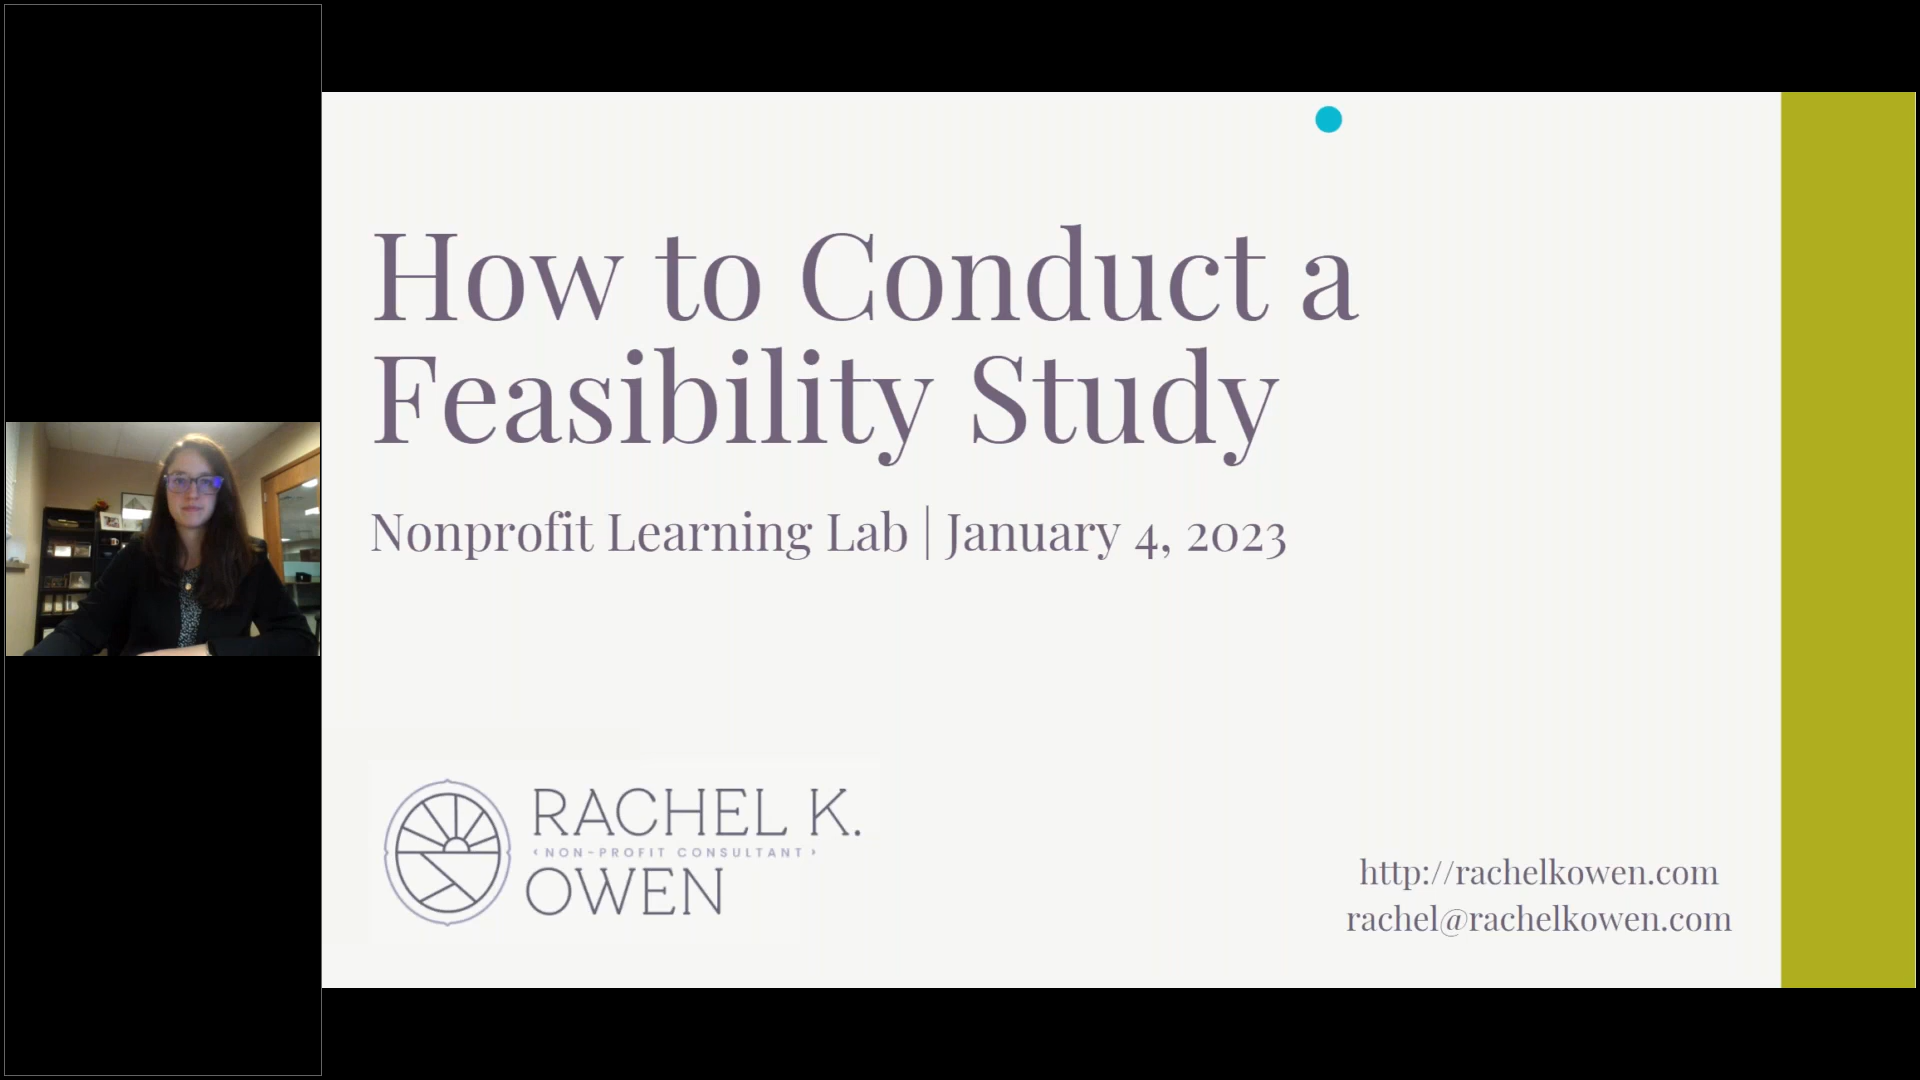 How to Conduct a
Feasibility Study
Nonprofit Learning Lab | January 4, 2023
RACHEL K.
NON-PROFIT CONSULTANT
OWEN
http://rachelkowen.com
rachel@rachelkowen.com